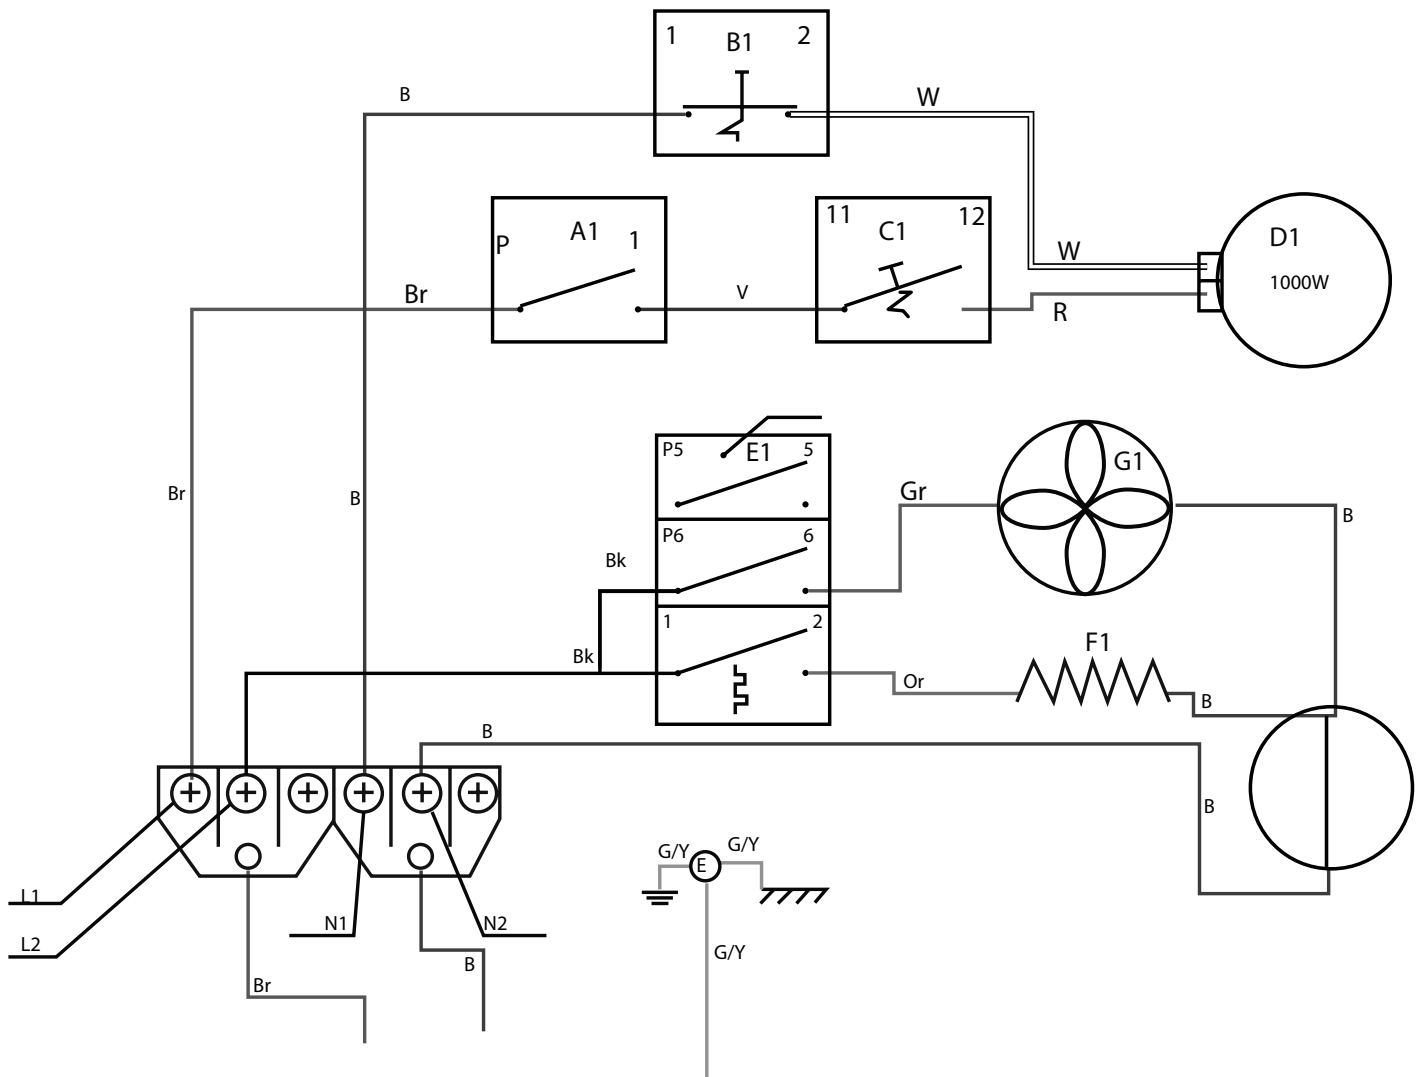 1 B1 2
B W
11 12
P A1 1 C1 D1
W
Br V 1000W
R
P5 E1 5 G1
Br B Gr B
P6 6
Bk
1 2 F1
Bk
Or B
B
B
G/Y E G/Y
L1 N1 N2
L2 G/Y
B
Br